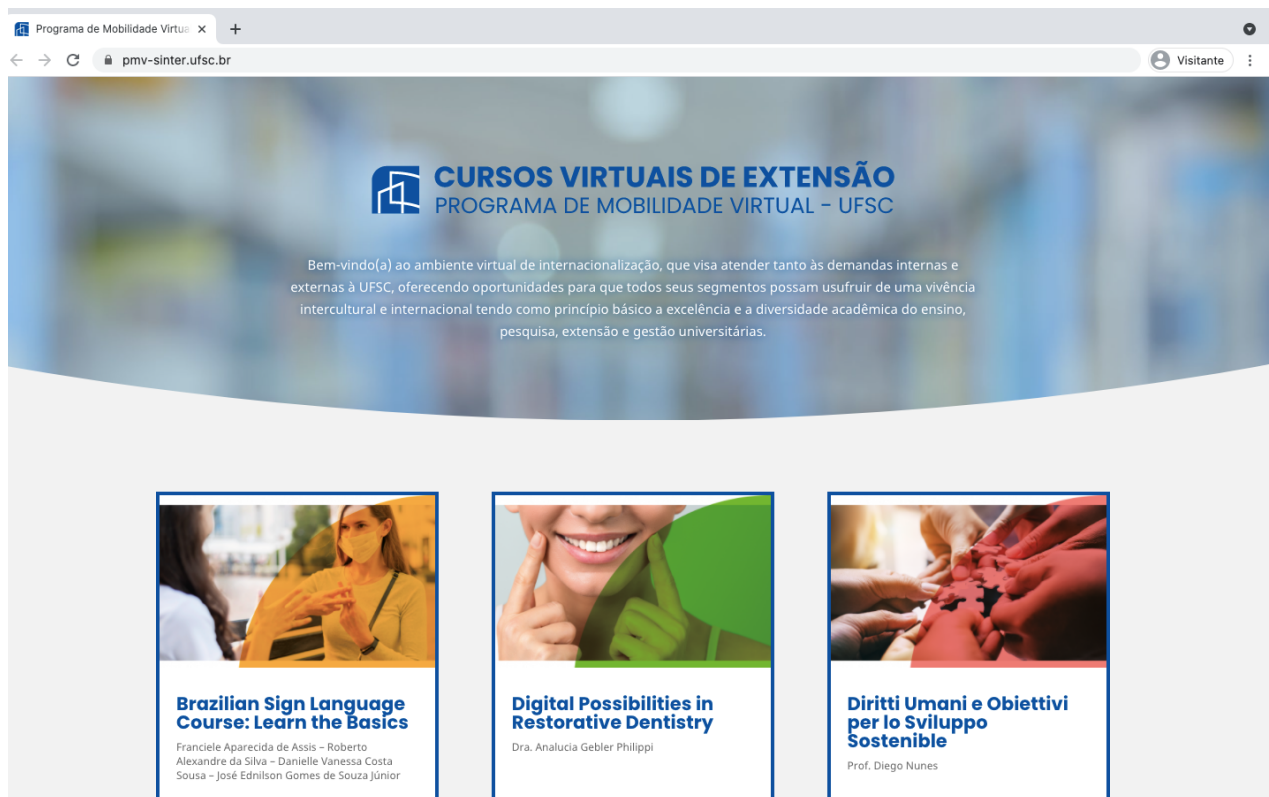 Programa de Mobilidade Virtua
pmv-sinter.ufsc.br
Visitante
CURSOS VIRTUAIS DE EXTENSÃO
PROGRAMA DE MOBILIDADE VIRTUAL - UFSC
Bem-vindo(a) ao ambiente virtual de internacionalização, que visa atender tanto às demandas internas e
externas à UFSC, oferecendo oportunidades para que todos seus segmentos possam usufruir de uma vivência
intercultural e internacional tendo como princípio básico a excelência e a diversidade acadêmica do ensino,
pesquisa, extensão e gestão universitárias.
Brazilian Sign Language
Course: Learn the Basics
Franciele Aparecida de Assis – Roberto
Alexandre da Silva – Danielle Vanessa Costa
Sousa – José Ednilson Gomes de Souza Júnior
Digital Possibilities in
Restorative Dentistry
Dra. Analucia Gebler Philippi
Diritti Umani e Obiettivi
per lo Sviluppo
Sostenible
Prof. Diego Nunes